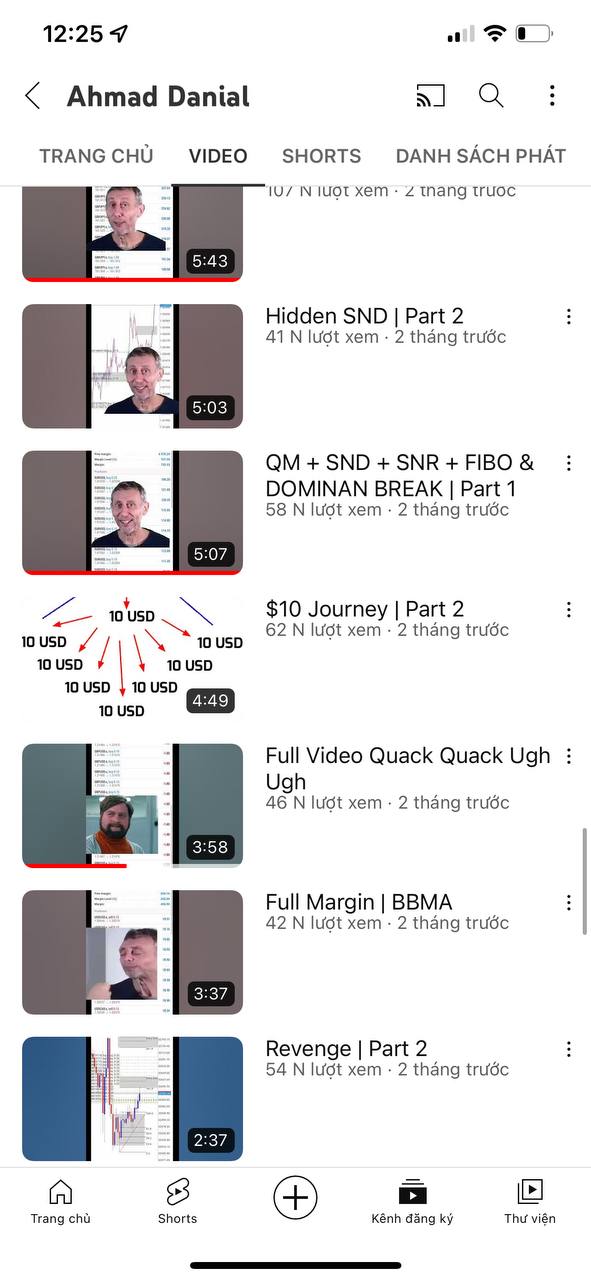 12:25
Ahmad Danial
TRANG CHỦ
VIDEO
SHORTS
DANH SÁCH PHÁT
107 N lượt xem · 2 tháng trước
5:43
Hidden SND | Part 2
41 N lượt xem · 2 tháng trước
5:03
QM + SND + SNR + FIBO &
DOMINAN BREAK | Part 1
58 N lượt xem · 2 tháng trước
5:07
$10 Journey | Part 2
62 N lượt xem · 2 tháng trước
10 USD
10 USD
10 USD
10 USD
10 USD
10 USD
10 USD
10 USD
4:49
Full Video Quack Quack Ugh
Ugh
46 N lượt xem · 2 tháng trước
3:58
Full Margin | BBMA
42 N lượt xem · 2 tháng trước
3:37
Revenge | Part 2
54 N lượt xem · 2 tháng trước
2:37
Trang chủ
Shorts
Kênh đăng ký
Thư viện